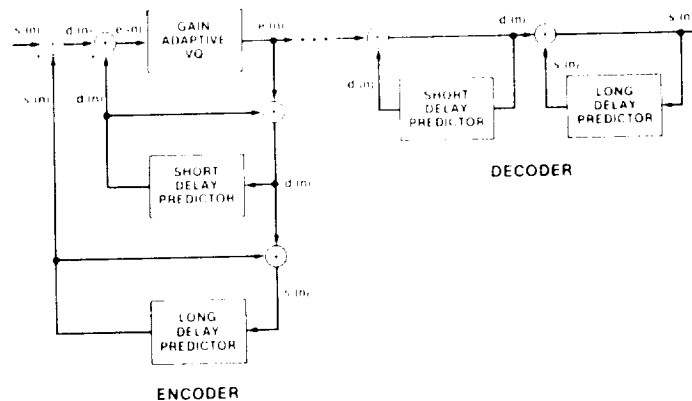 s(n)
d(n)
e(n)
GAIN
ADAPTIVE
VQ
e(n)
d(n)
s(n)
d(n)
s(n)
s(n)
d(n)
d(n)
SHORT
DELAY
PREDICTOR
s(n)
LONG
DELAY
PREDICTOR
DECODER
SHORT
DELAY
PREDICTOR
d(n)
s(n)
LONG
DELAY
PREDICTOR
ENCODER